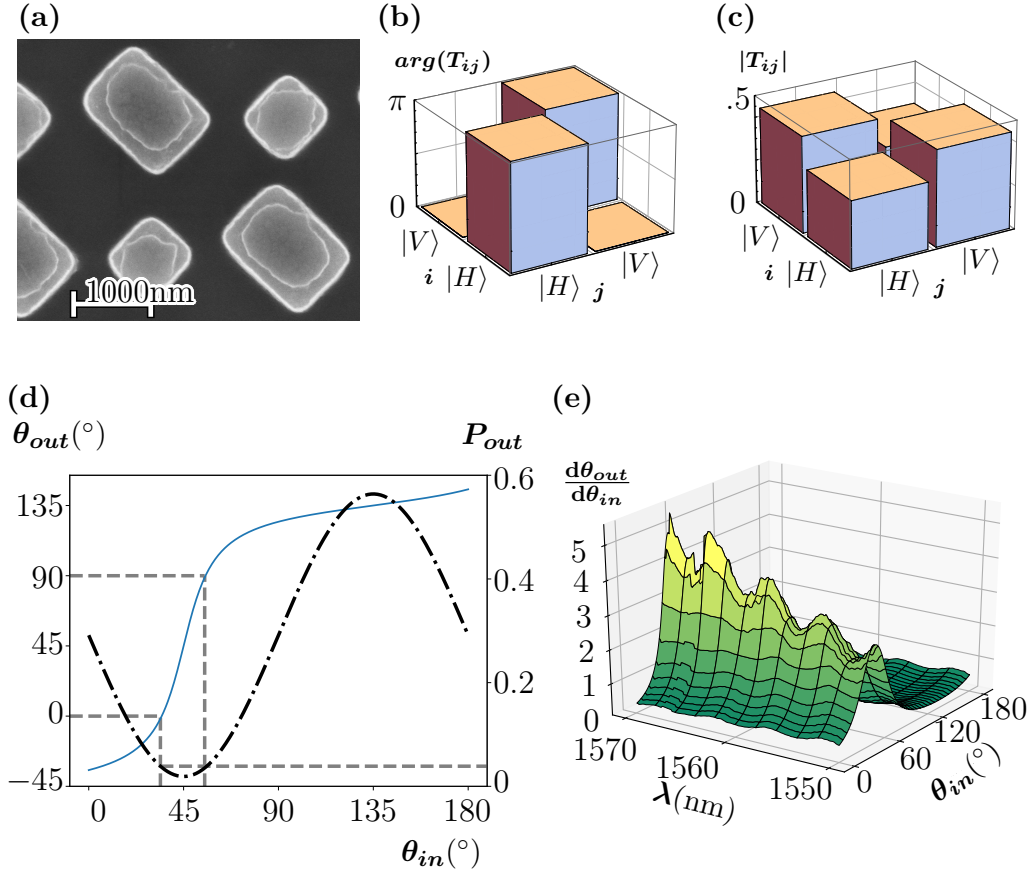 (a)
1000nm
(b)
arg(T_ij)
π
0
|V⟩
i |H⟩
|H⟩ j
|V⟩
(c)
|T_ij|
.5
0
|V⟩
i |H⟩
|H⟩ j
|V⟩
(d)
θ_out(°)
P_out
135
90
45
0
−45
0.6
0.4
0.2
0
0 45 90 135 180
θ_in(°)
(e)
dθ_out
dθ_in
5
4
3
2
1
0
1570
1560
1550
λ(nm)
0
60
120
180
θ_in(°)